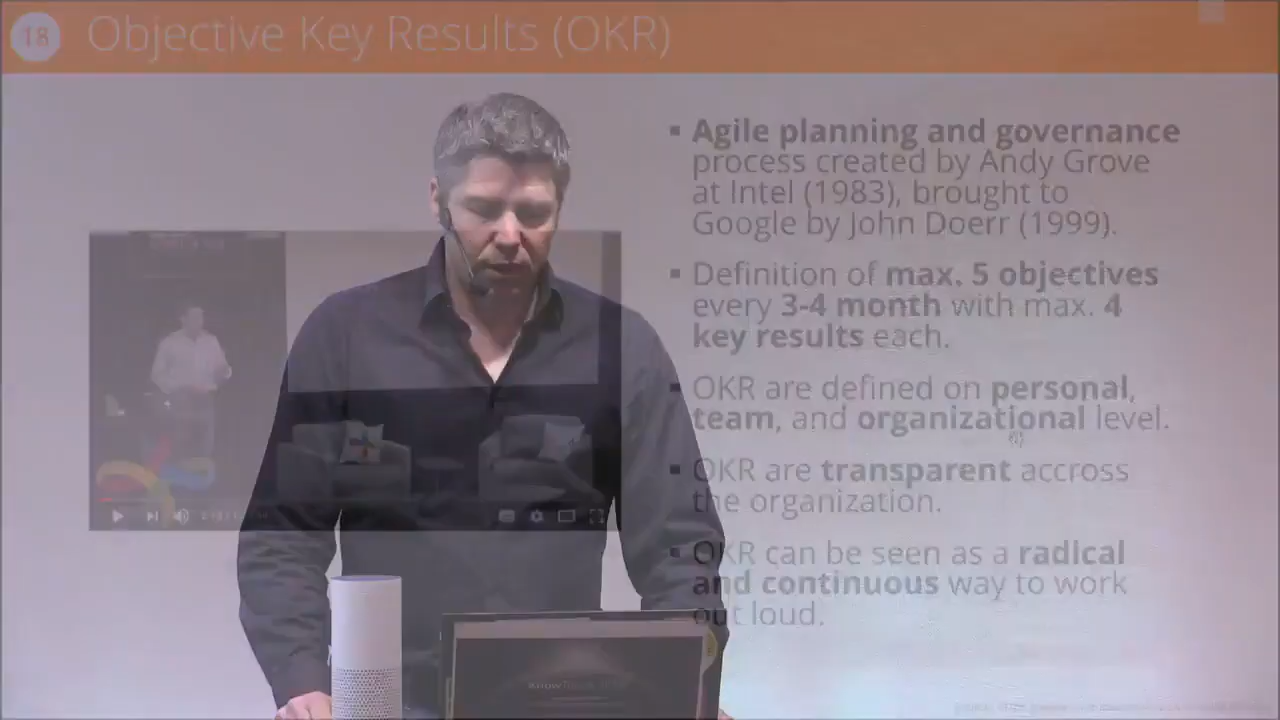 18 Objective Key Results (OKR)
▪ Agile planning and governance
process created by Andy Grove
at Intel (1983), brought to
Google by John Doerr (1999).
▪ Definition of max. 5 objectives
every 3-4 month with max. 4
key results each.
▪ OKR are defined on personal,
team, and organizational level.
▪ OKR are transparent accross
the organization.
▪ OKR can be seen as a radical
and continuous way to work
out loud.